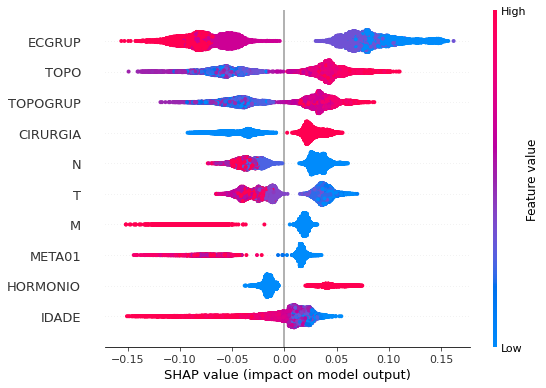 High
ECGRUP
TOPO
TOPOGRUP
CIRURGIA
N
T
M
META01
HORMONIO
IDADE
Feature value
Low
−0.15 −0.10 −0.05 0.00 0.05 0.10 0.15
SHAP value (impact on model output)